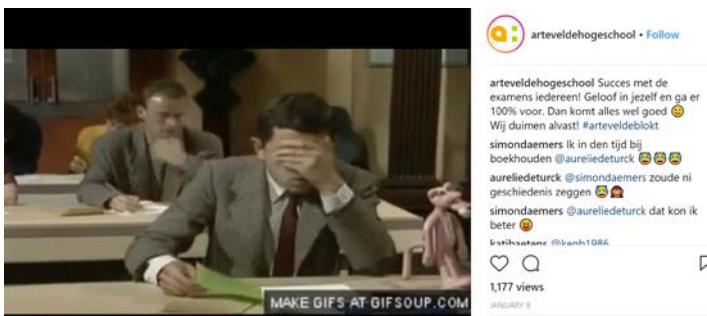 arteveldehogeschool • Follow
arteveldehogeschool Succes met de
examens iedereen! Geloof in jezelf en ga er
100% voor. Dan komt alles wel goed 🙂
Wij duimen alvast! #arteveldeblokt
simondaemers Ik in den tijd bij
boekhouden @aureliedeturck 😰😰😰
aureliedeturck @simondaemers zoude ni
geschiedenis zeggen 😰🙈
simondaemers @aureliedeturck dat kon ik
beter 😛
katjbaetens @kenb1986
1,177 views
JANUARY 8
MAKE GIFS AT GIFSOUP.COM